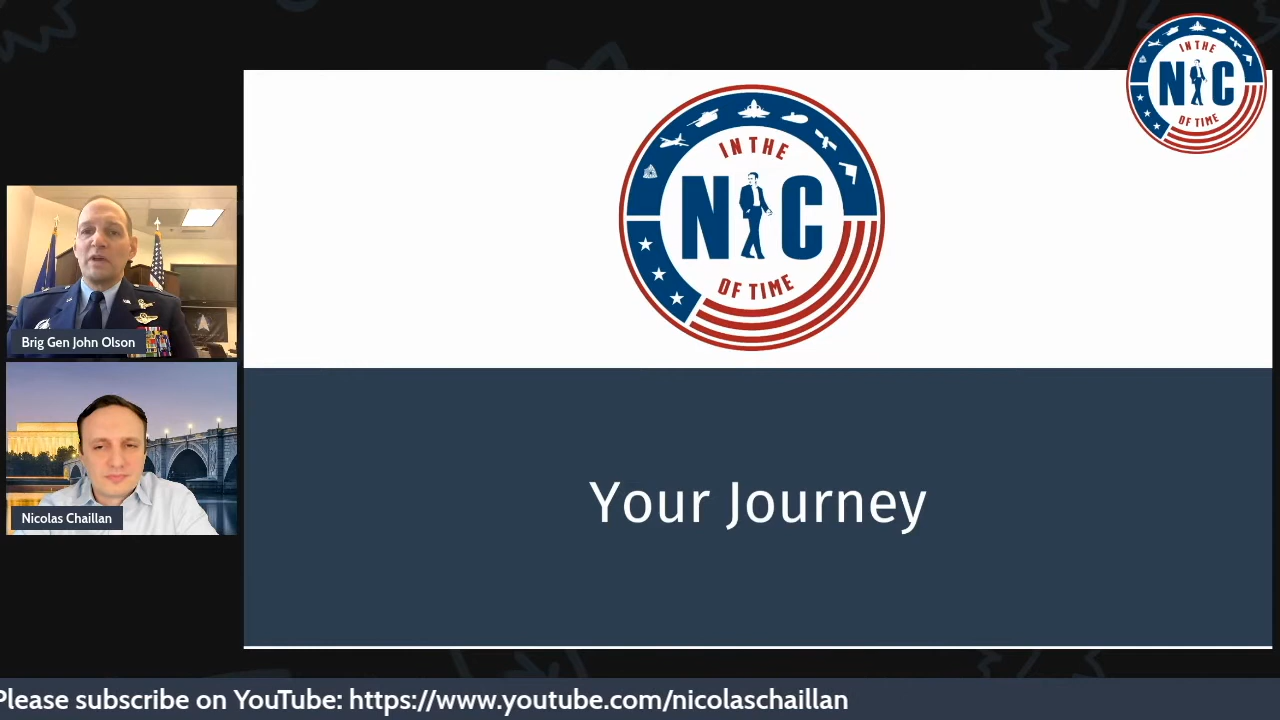 IN THE
NIC
OF TIME
IN THE
NIC
OF TIME
Brig Gen John Olson
Nicolas Chaillan
Your Journey
Please subscribe on YouTube: https://www.youtube.com/nicolaschaillan